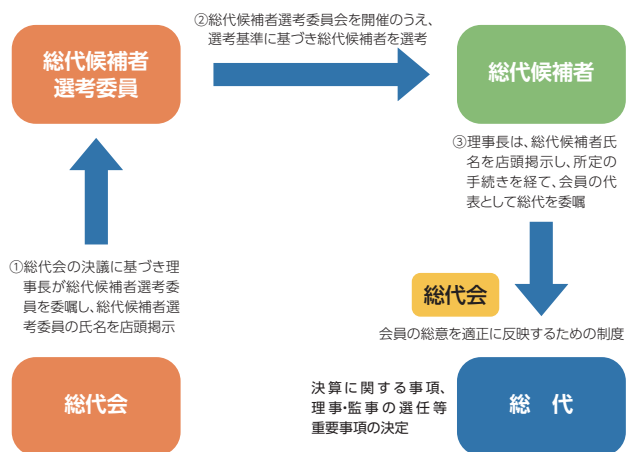 ②総代候補者選考委員会を開催のうえ、
選考基準に基づき総代候補者を選考
総代候補者
選考委員
総代候補者
③理事長は、総代候補者氏
名を店頭掲示し、所定の
手続きを経て、会員の代
表として総代を委嘱
①総代会の決議に基づき理
事長が総代候補者選考委
員を委嘱し、総代候補者選
考委員の氏名を店頭掲示
総代会
会員の総意を適正に反映するための制度
総代会
決算に関する事項、
理事・監事の選任等
重要事項の決定
総　代